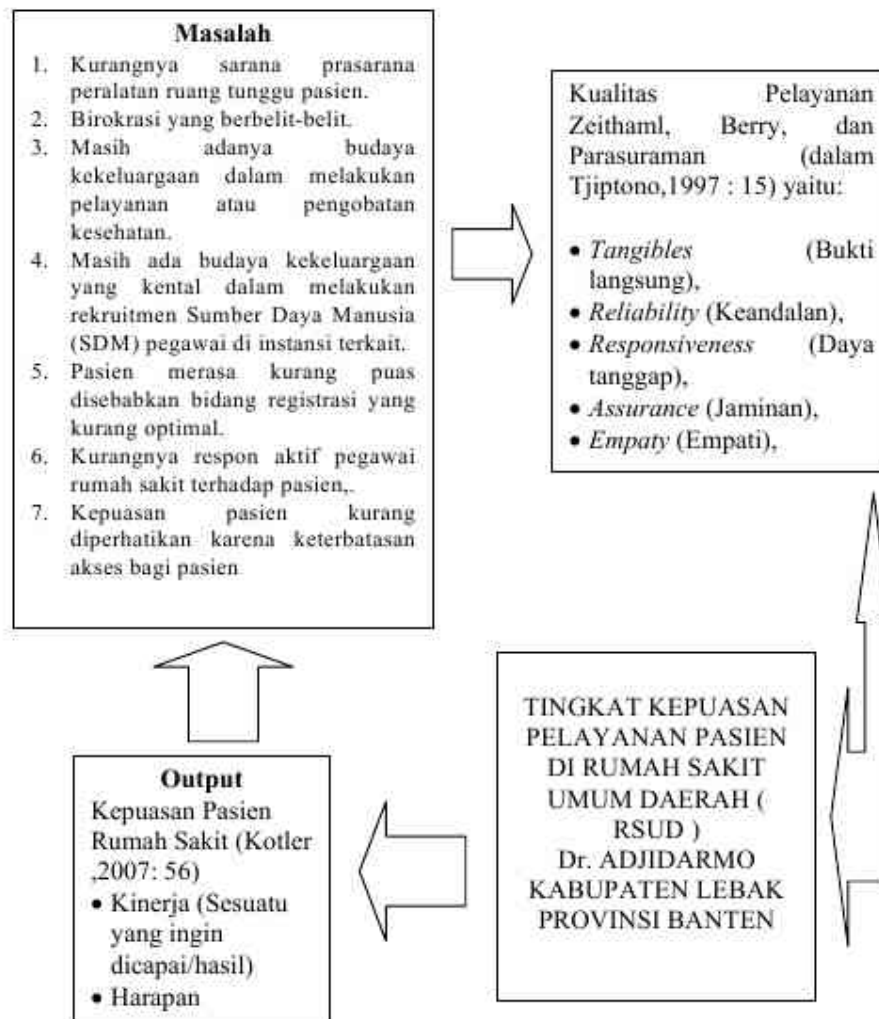 Masalah
1. Kurangnya sarana prasarana
peralatan ruang tunggu pasien.
2. Birokrasi yang berbelit-belit.
3. Masih adanya budaya
kekeluargaan dalam melakukan
pelayanan atau pengobatan
kesehatan.
4. Masih ada budaya kekeluargaan
yang kental dalam melakukan
rekruitmen Sumber Daya Manusia
(SDM) pegawai di instansi terkait.
5. Pasien merasa kurang puas
disebabkan bidang registrasi yang
kurang optimal.
6. Kurangnya respon aktif pegawai
rumah sakit terhadap pasien,.
7. Kepuasan pasien kurang
diperhatikan karena keterbatasan
akses bagi pasien
Kualitas Pelayanan
Zeithaml, Berry, dan
Parasuraman (dalam
Tjiptono,1997 : 15) yaitu:
• Tangibles (Bukti
langsung),
• Reliability (Keandalan),
• Responsiveness (Daya
tanggap),
• Assurance (Jaminan),
• Empaty (Empati),
TINGKAT KEPUASAN
PELAYANAN PASIEN
DI RUMAH SAKIT
UMUM DAERAH (
RSUD )
Dr. ADJIDARMO
KABUPATEN LEBAK
PROVINSI BANTEN
Output
Kepuasan Pasien
Rumah Sakit (Kotler
,2007: 56)
• Kinerja (Sesuatu
yang ingin
dicapai/hasil)
• Harapan